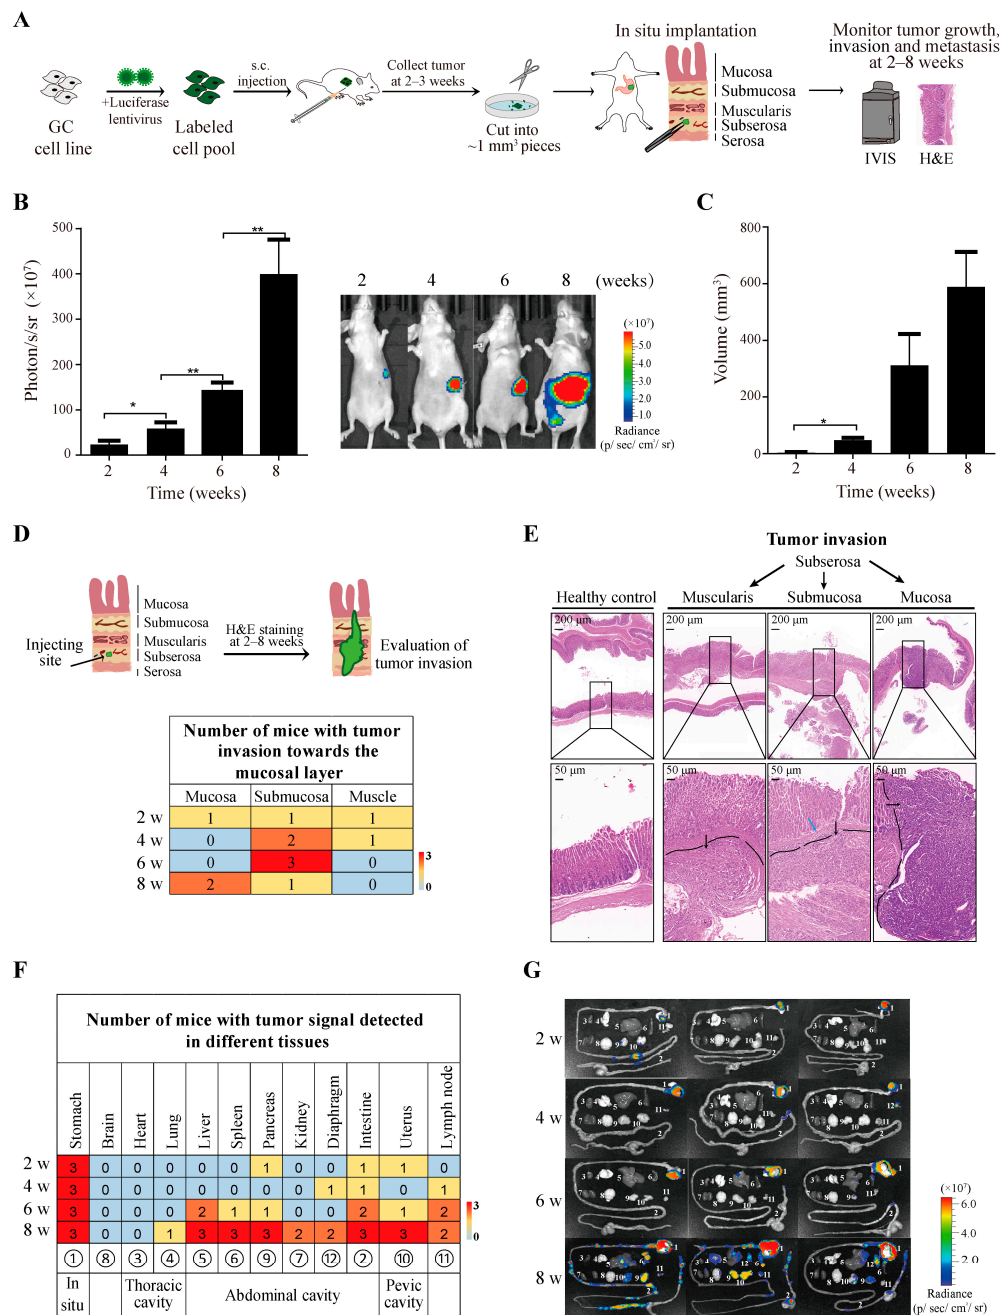 A
GC
cell line
+Luciferase
lentivirus
Labeled
cell pool
s.c.
injection
Collect tumor
at 2–3 weeks
Cut into
~1 mm³ pieces
In situ implantation
Mucosa
Submucosa
Muscularis
Subserosa
Serosa
Monitor tumor growth,
invasion and metastasis
at 2–8 weeks
IVIS
H&E
B
Photon/s/sr (×10⁷)
500
400
300
200
100
0
*
**
**
2 4 6 8
Time (weeks)
2 4 6 8 (weeks)
(×10⁷)
5.0
4.0
3.0
2.0
1.0
Radiance
(p/ sec/ cm²/ sr)
C
Volume (mm³)
800
600
400
200
0
*
2 4 6 8
Time (weeks)
D
Mucosa
Submucosa
Muscularis
Subserosa
Serosa
Injecting
site
H&E staining
at 2–8 weeks
Evaluation of
tumor invasion
Number of mice with tumor
invasion towards the
mucosal layer
Mucosa Submucosa Muscle
2 w 1 1 1
4 w 0 2 1
6 w 0 3 0
8 w 2 1 0
3
0
E
Tumor invasion
Subserosa
Healthy control Muscularis Submucosa Mucosa
200 μm 200 μm 200 μm 200 μm
50 μm 50 μm 50 μm 50 μm
F
Number of mice with tumor signal detected
in different tissues
Stomach Brain Heart Lung Liver Spleen Pancreas Kidney Diaphragm Intestine Uterus Lymph node
2 w 3 0 0 0 0 0 1 0 0 1 1 0
4 w 3 0 0 0 0 0 0 0 1 1 0 1
6 w 3 0 0 0 2 1 1 0 0 2 1 2
8 w 3 0 0 1 3 3 3 2 2 3 3 2
3
0
① ⑧ ③ ④ ⑤ ⑥ ⑨ ⑦ ⑫ ② ⑩ ⑪
In
situ
Thoracic
cavity
Abdominal cavity
Pevic
cavity
G
2 w
4 w
6 w
8 w
(×10⁷)
6.0
4.0
2.0
Radiance
(p/ sec/ cm²/ sr)